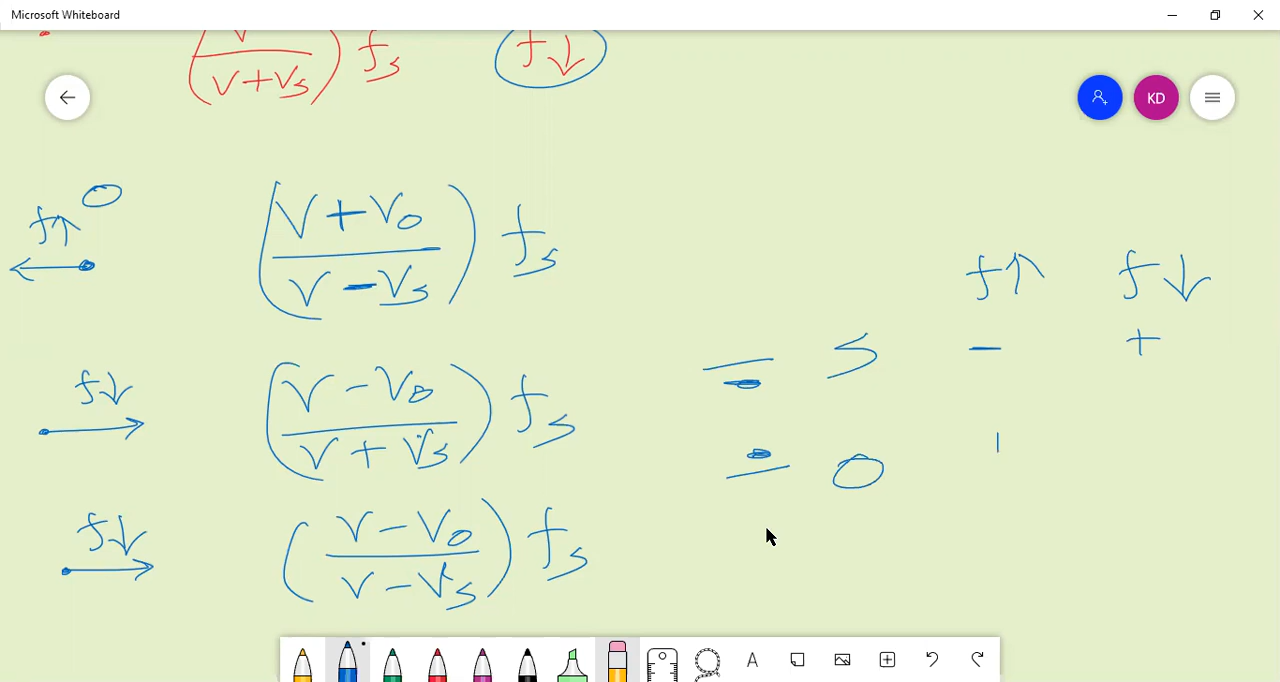 Microsoft Whiteboard
(V/(V+Vs)) fs f↓
KD
O
f↑ ((V+Vo)/(V-Vs)) fs
f↑ f↓
f↓ ((V-Vo)/(V+Vs)) fs
S - +
O
f↓ ((V-Vo)/(V-Vs)) fs
A